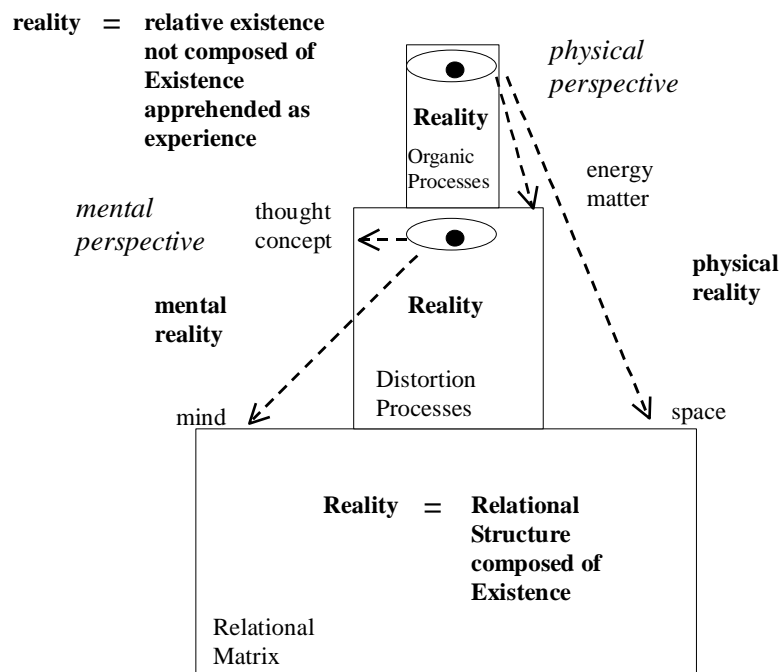 reality = relative existence
not composed of
Existence
apprehended as
experience
physical
perspective
Reality
Organic
Processes
energy
matter
mental
perspective
thought
concept
physical
reality
mental
reality
Reality
Distortion
Processes
mind
space
Reality = Relational
Structure
composed of
Existence
Relational
Matrix